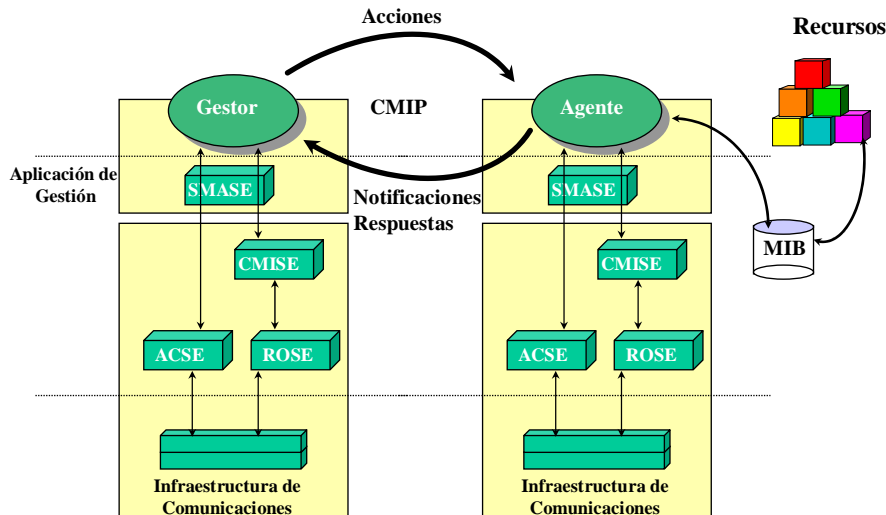 Acciones
Recursos
Gestor
CMIP
Agente
Aplicación de
Gestión
SMASE
Notificaciones
Respuestas
SMASE
MIB
CMISE
CMISE
ACSE
ROSE
ACSE
ROSE
Infraestructura de
Comunicaciones
Infraestructura de
Comunicaciones